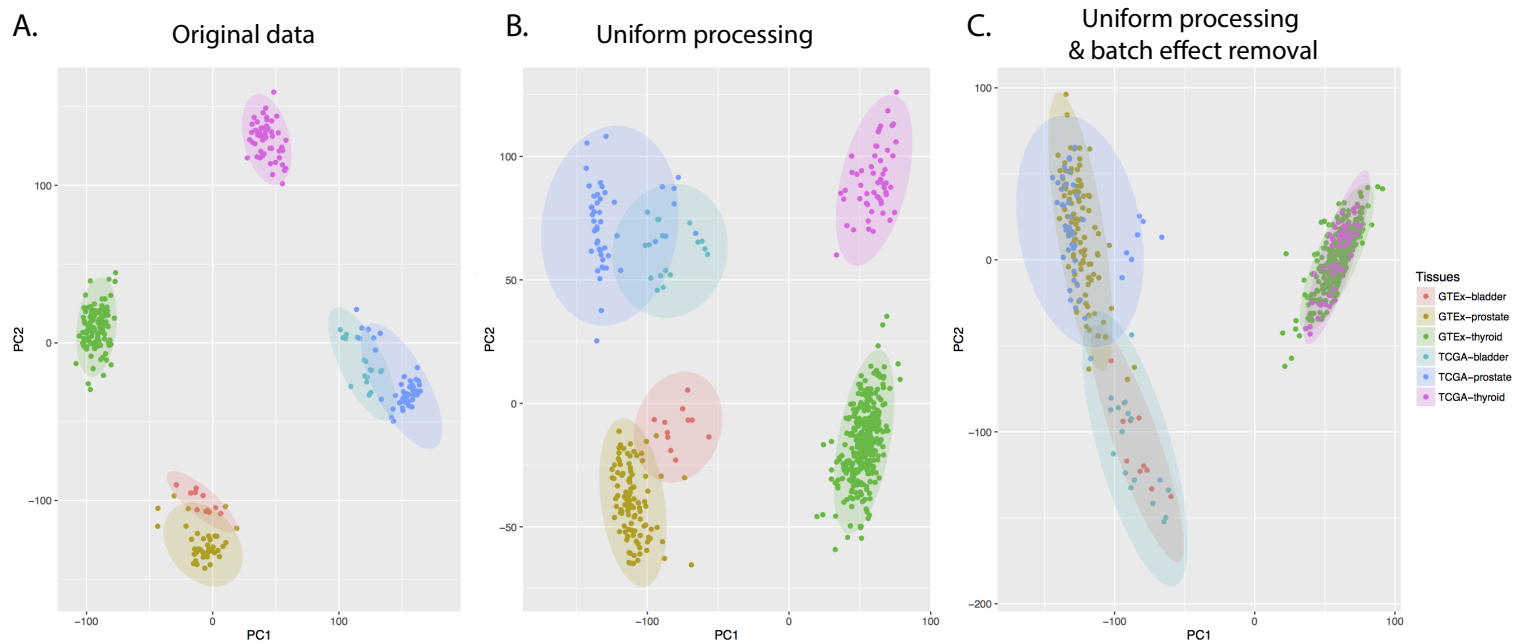 A.
Original data
100
0
−100
PC2
−100
0
100
PC1
B.
Uniform processing
100
50
0
−50
PC2
−100
0
100
PC1
C.
Uniform processing
& batch effect removal
100
0
−100
−200
PC2
−100
0
100
PC1
Tissues
GTEx−bladder
GTEx−prostate
GTEx−thyroid
TCGA−bladder
TCGA−prostate
TCGA−thyroid